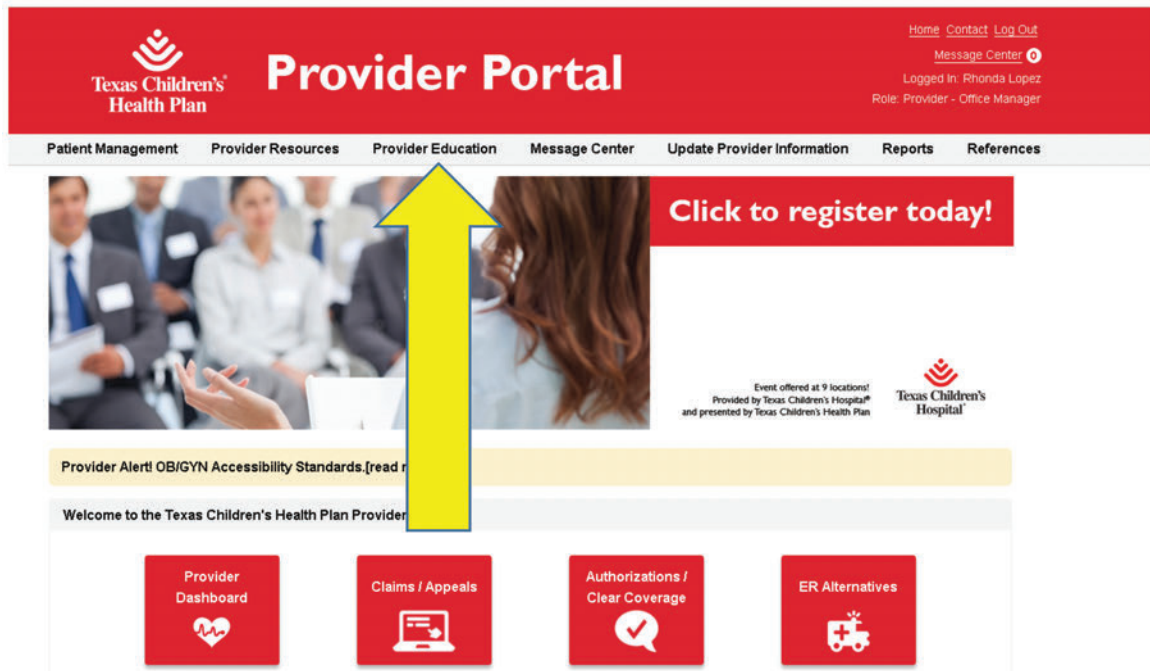 Home Contact Log Out
Message Center 0
Logged In: Rhonda Lopez
Role: Provider - Office Manager
Texas Children's®
Health Plan
Provider Portal
Patient Management Provider Resources Provider Education Message Center Update Provider Information Reports References
Click to register today!
Event offered at 9 locations!
Provided by Texas Children's Hospital®
and presented by Texas Children's Health Plan
Texas Children's
Hospital®
Provider Alert! OB/GYN Accessibility Standards.[read
Welcome to the Texas Children's Health Plan Provider
Provider
Dashboard
Claims / Appeals
Authorizations /
Clear Coverage
ER Alternatives